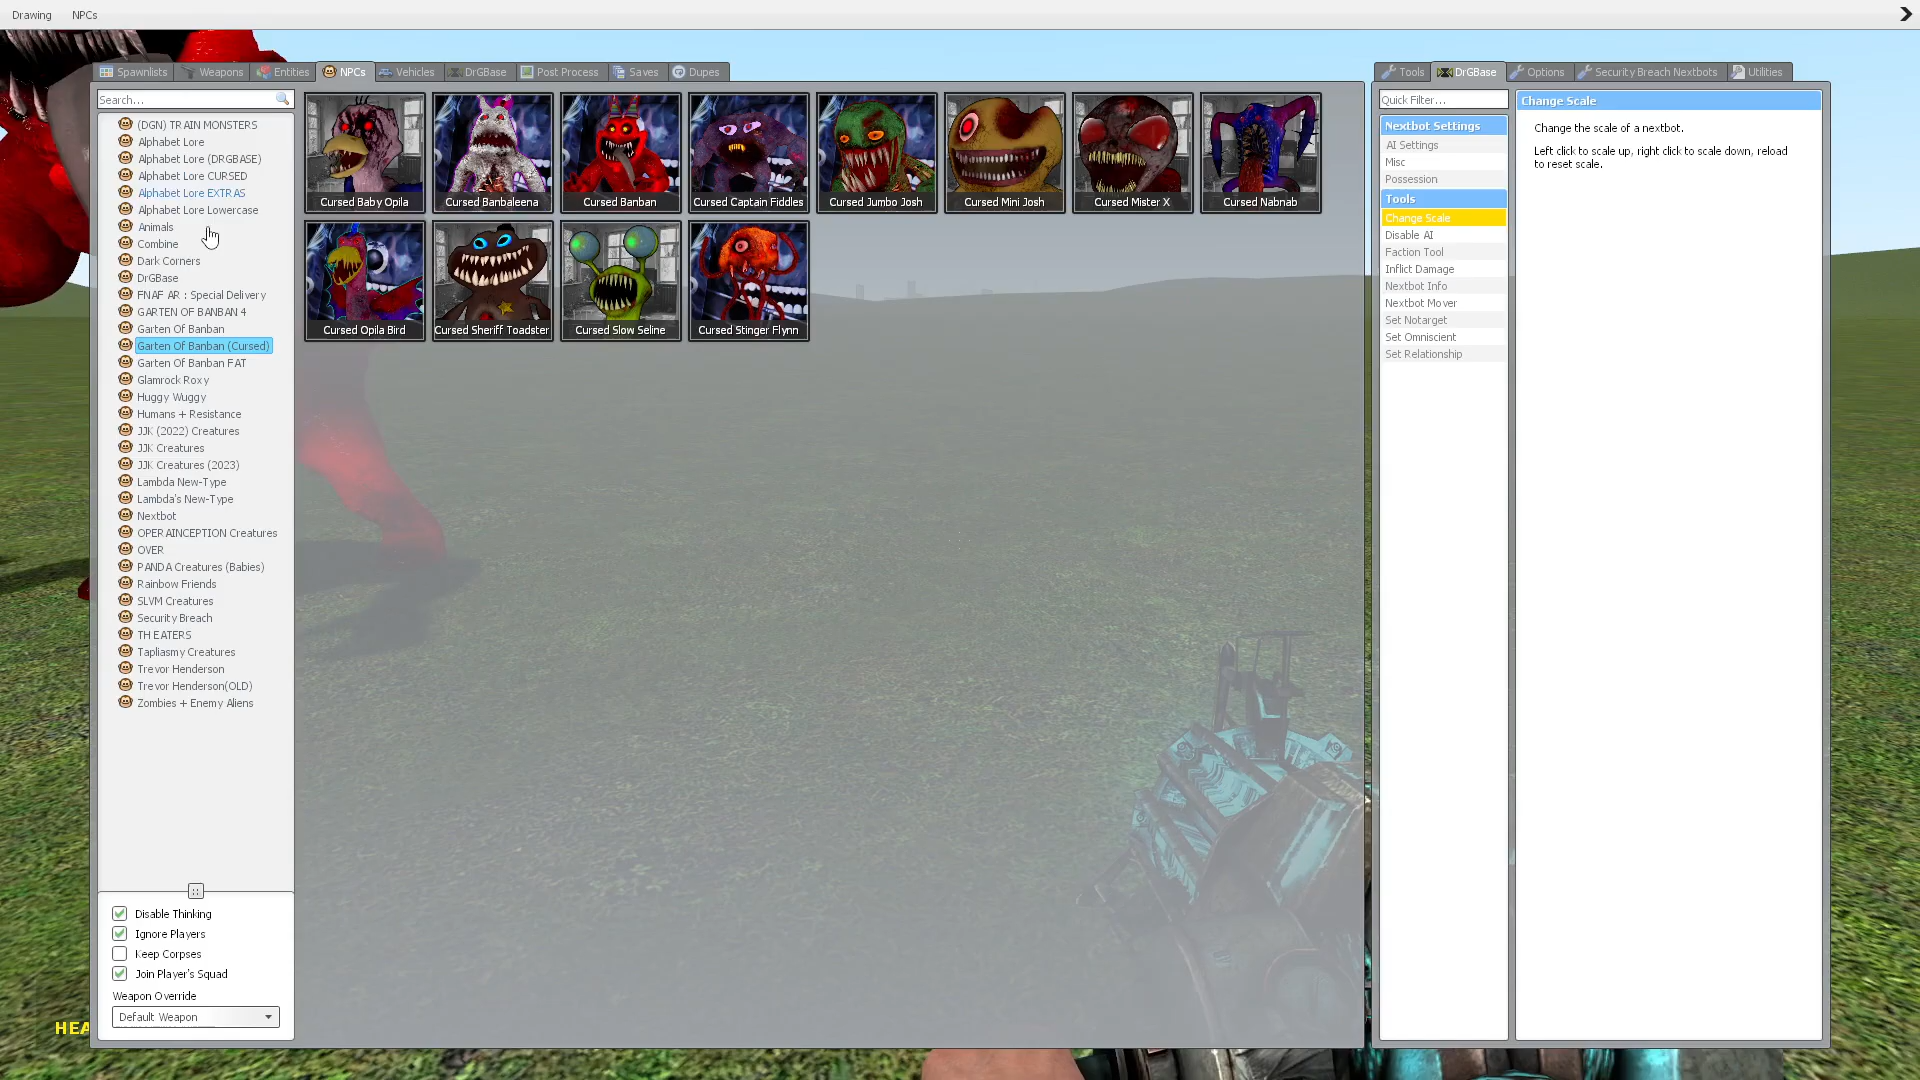 Drawing NPCs
Spawnlists Weapons Entities NPCs Vehicles DrGBase Post Process Saves Dupes
Search...
(DGN) TRAIN MONSTERS
Alphabet Lore
Alphabet Lore (DRGBASE)
Alphabet Lore CURSED
Alphabet Lore EXTRAS
Alphabet Lore Lowercase
Animals
Combine
Dark Corners
DrGBase
FNAF AR : Special Delivery
GARTEN OF BANBAN 4
Garten Of Banban
Garten Of Banban (Cursed)
Garten Of Banban FAT
Glamrock Roxy
Huggy Wuggy
Humans + Resistance
JJK (2022) Creatures
JJK Creatures
JJK Creatures (2023)
Lambda New-Type
Lambda's New-Type
Nextbot
OPERAINCEPTION Creatures
OVER
PANDA Creatures (Babies)
Rainbow Friends
SLVM Creatures
Security Breach
TH EATERS
Tapliasmy Creatures
Trevor Henderson
Trevor Henderson(OLD)
Zombies + Enemy Aliens
Disable Thinking
Ignore Players
Keep Corpses
Join Player's Squad
Weapon Override
Default Weapon
HEA
Cursed Baby Opila
Cursed Banbaleena
Cursed Banban
Cursed Captain Fiddles
Cursed Jumbo Josh
Cursed Mini Josh
Cursed Mister X
Cursed Nabnab
Cursed Opila Bird
Cursed Sheriff Toadster
Cursed Slow Seline
Cursed Stinger Flynn
Tools DrGBase Options Security Breach Nextbots Utilities
Quick Filter...
Nextbot Settings
AI Settings
Misc
Possession
Tools
Change Scale
Disable AI
Faction Tool
Inflict Damage
Nextbot Info
Nextbot Mover
Set Notarget
Set Omniscient
Set Relationship
Change Scale
Change the scale of a nextbot.
Left click to scale up, right click to scale down, reload
to reset scale.